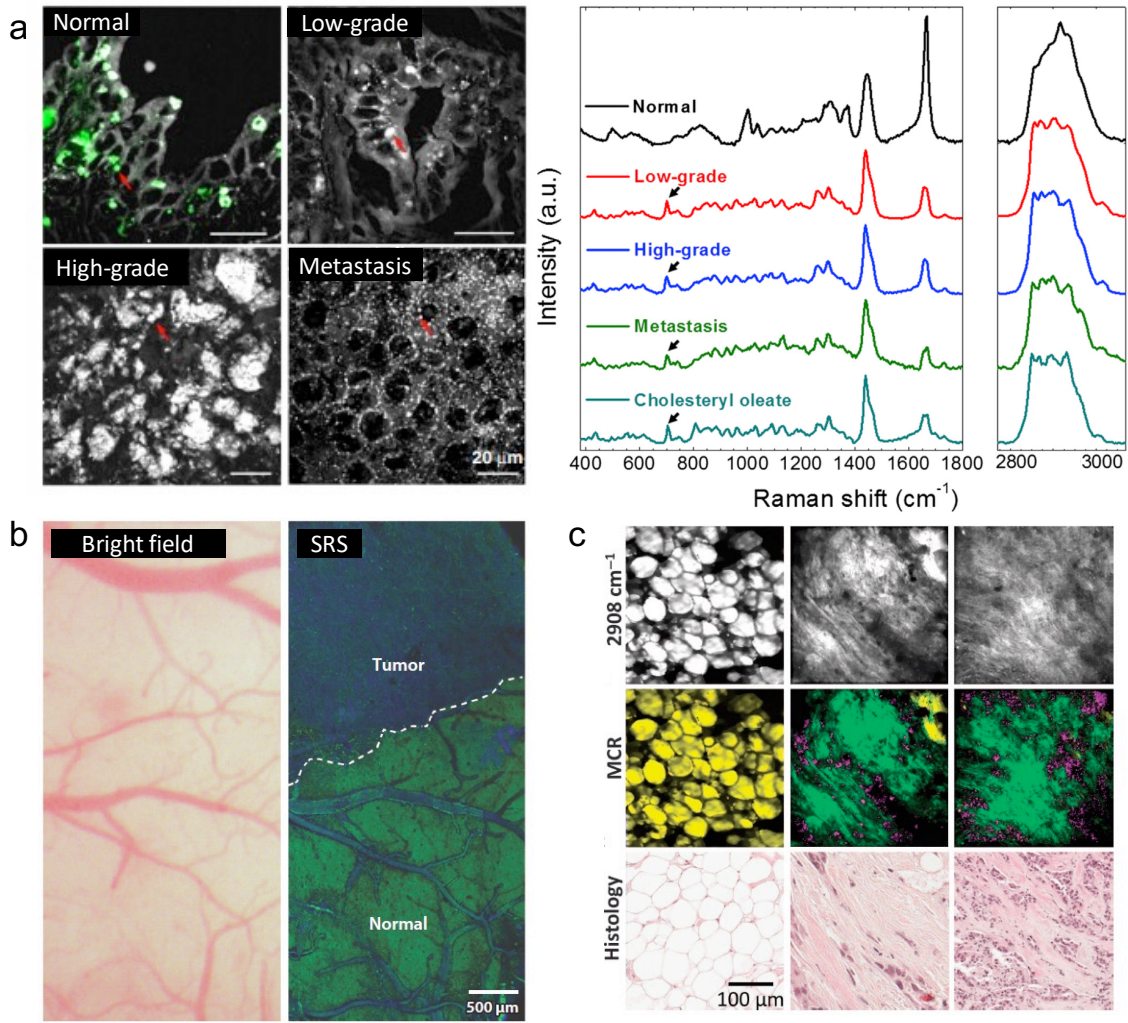 a
Normal
Low-grade
High-grade
Metastasis
20 μm
Intensity (a.u.)
Normal
Low-grade
High-grade
Metastasis
Cholesteryl oleate
400 600 800 1000 1200 1400 1600 1800
2800 3000
Raman shift (cm⁻¹)
b
Bright field
SRS
Tumor
Normal
500 μm
c
2908 cm⁻¹
MCR
Histology
100 μm